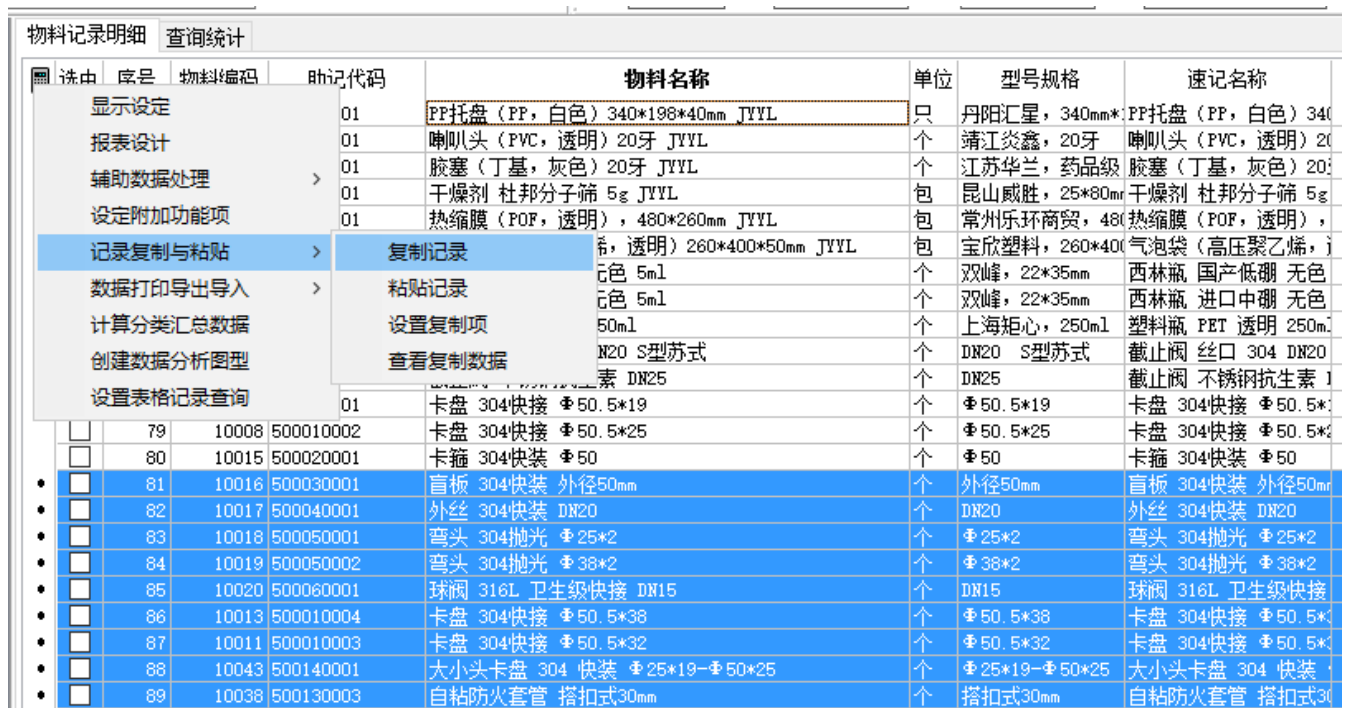 物料记录明细 查询统计
选中 序号 物料编码 助记代码 物料名称 单位 型号规格 速记名称
显示设定
01 PP托盘（PP，白色）340*198*40mm JYYL 只 丹阳汇星，340mm* PP托盘（PP，白色）340
报表设计
01 喇叭头（PVC，透明）20牙 JYYL 个 靖江炎鑫，20牙 喇叭头（PVC，透明）20
辅助数据处理 >
01 胶塞（丁基，灰色）20牙 JYYL 个 江苏华兰，药品级 胶塞（丁基，灰色）20
01 干燥剂 杜邦分子筛 5g JYYL 包 昆山威胜，25*80m 干燥剂 杜邦分子筛 5g
设定附加功能项
01 热缩膜（POF，透明），480*260mm JYYL 包 常州乐环商贸，480 热缩膜（POF，透明），
记录复制与粘贴 > 复制记录
，透明）260*400*50mm JYYL 包 宝欣塑料，260*400 气泡袋（高压聚乙烯，
色 5ml 个 双峰，22*35mm 西林瓶 国产低硼 无色
数据打印导出导入 > 粘贴记录
色 5ml 个 双峰，22*35mm 西林瓶 进口中硼 无色
计算分类汇总数据 设置复制项
50ml 个 上海矩心，250ml 塑料瓶 PET 透明 250m
N20 S型苏式 个 DN20 S型苏式 截止阀 丝口 304 DN20
创建数据分析图型 查看复制数据
素 DN25 个 DN25 截止阀 不锈钢抗生素
设置表格记录查询
01 卡盘 304快接 Φ50.5*19 个 Φ50.5*19 卡盘 304快接 Φ50.5*
79 10008 500010002 卡盘 304快接 Φ50.5*25 个 Φ50.5*25 卡盘 304快接 Φ50.5*2
80 10015 500020001 卡箍 304快装 Φ50 个 Φ50 卡箍 304快装 Φ50
81 10016 500030001 盲板 304快装 外径50mm 个 外径50mm 盲板 304快装 外径50m
82 10017 500040001 外丝 304快装 DN20 个 DN20 外丝 304快装 DN20
83 10018 500050001 弯头 304抛光 Φ25*2 个 Φ25*2 弯头 304抛光 Φ25*2
84 10019 500050002 弯头 304抛光 Φ38*2 个 Φ38*2 弯头 304抛光 Φ38*2
85 10020 500060001 球阀 316L 卫生级快接 DN15 个 DN15 球阀 316L 卫生级快接
86 10013 500010004 卡盘 304快接 Φ50.5*38 个 Φ50.5*38 卡盘 304快接 Φ50.5*3
87 10011 500010003 卡盘 304快接 Φ50.5*32 个 Φ50.5*32 卡盘 304快接 Φ50.5*3
88 10043 500140001 大小头卡盘 304 快装 Φ25*19-Φ50*25 个 Φ25*19-Φ50*25 大小头卡盘 304 快装
89 10038 500130003 自粘防火套管 搭扣式30mm 个 搭扣式30mm 自粘防火套管 搭扣式30